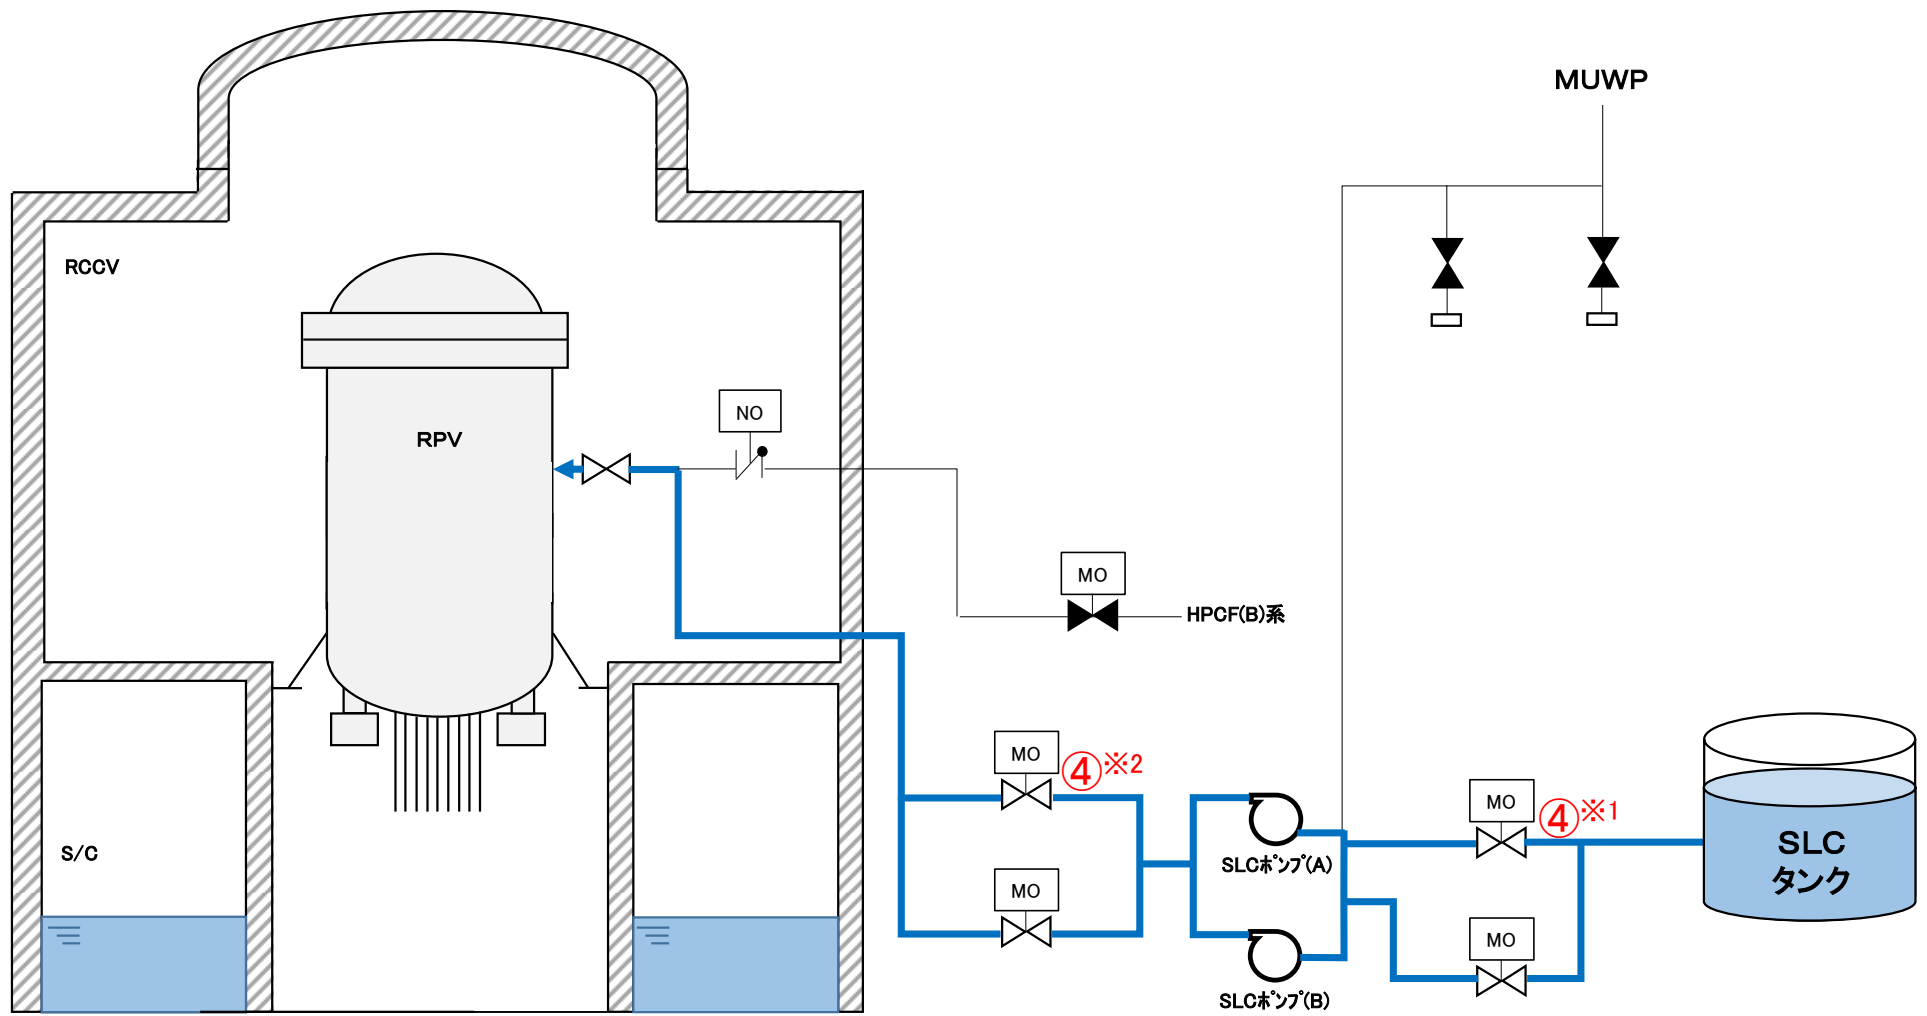 MUWP
RCCV
NO
RPV
MO
HPCF(B)系
MO
④※2
MO
④※1
SLC
タンク
SLCポンプ(A)
S/C
MO
MO
SLCポンプ(B)